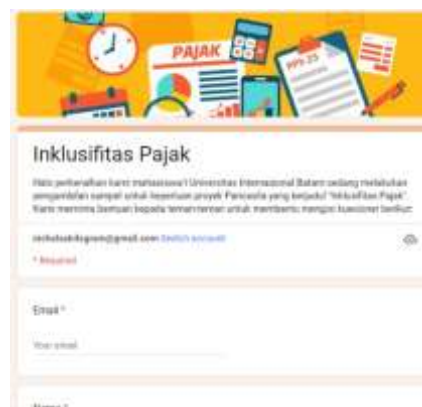 PAJAK
PPh 25
Inklusifitas Pajak
Halo perkenalkan kami mahasiswa/i Universitas Internasional Batam sedang melakukan
pengambilan sampel untuk keperluan proyek Pancasila yang berjudul "Inklusifitas Pajak".
Kami meminta bantuan kepada teman-teman untuk membantu mengisi kuesioner berikut:
Switch account
* Required
Email *
Your email
Nama *